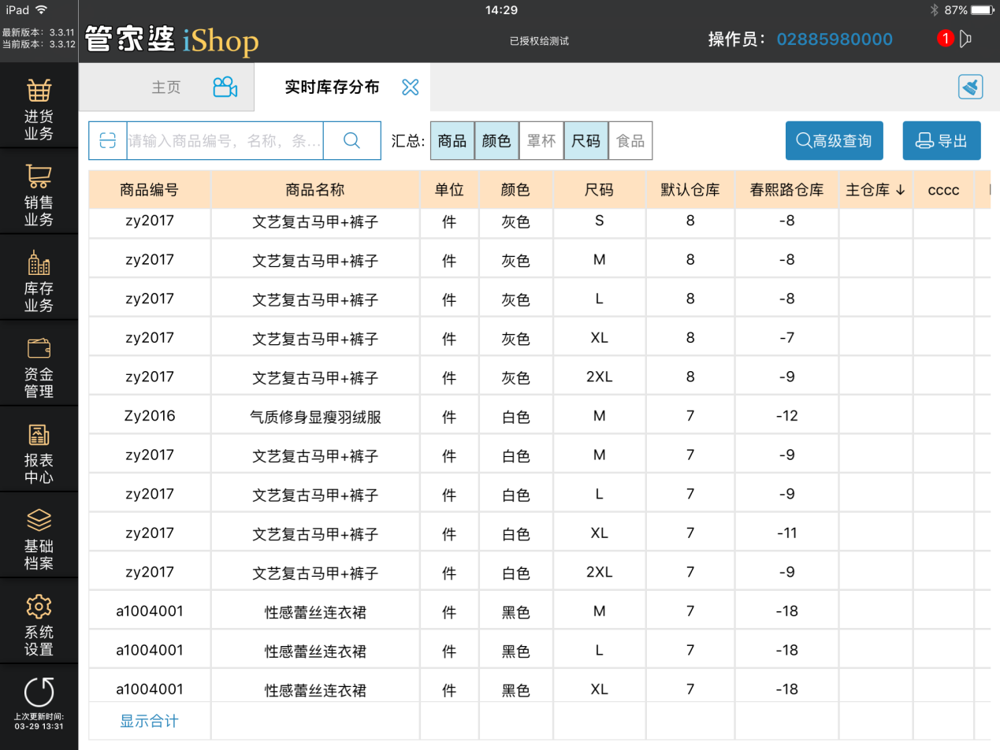 iPad 14:29 87%
最新版本：3.3.11
当前版本：3.3.12
管家婆 iShop
已授权给测试
操作员： 02885980000 1
进货
业务
销售
业务
库存
业务
资金
管理
报表
中心
基础
档案
系统
设置
上次更新时间:
03-29 13:31
主页 实时库存分布
请输入商品编号，名称，条... 汇总: 商品 颜色 罩杯 尺码 食品 高级查询 导出
商品编号 商品名称 单位 颜色 尺码 默认仓库 春熙路仓库 主仓库↓ cccc
zy2017 文艺复古马甲+裤子 件 灰色 S 8 -8
zy2017 文艺复古马甲+裤子 件 灰色 M 8 -8
zy2017 文艺复古马甲+裤子 件 灰色 L 8 -8
zy2017 文艺复古马甲+裤子 件 灰色 XL 8 -7
zy2017 文艺复古马甲+裤子 件 灰色 2XL 8 -9
Zy2016 气质修身显瘦羽绒服 件 白色 M 7 -12
zy2017 文艺复古马甲+裤子 件 白色 M 7 -9
zy2017 文艺复古马甲+裤子 件 白色 L 7 -9
zy2017 文艺复古马甲+裤子 件 白色 XL 7 -11
zy2017 文艺复古马甲+裤子 件 白色 2XL 7 -9
a1004001 性感蕾丝连衣裙 件 黑色 M 7 -18
a1004001 性感蕾丝连衣裙 件 黑色 L 7 -18
a1004001 性感蕾丝连衣裙 件 黑色 XL 7 -18
显示合计